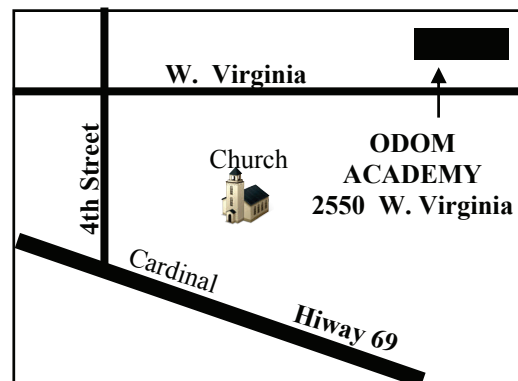 W. Virginia
4th Street
Church
ODOM
ACADEMY
2550 W. Virginia
Cardinal
Hiway 69